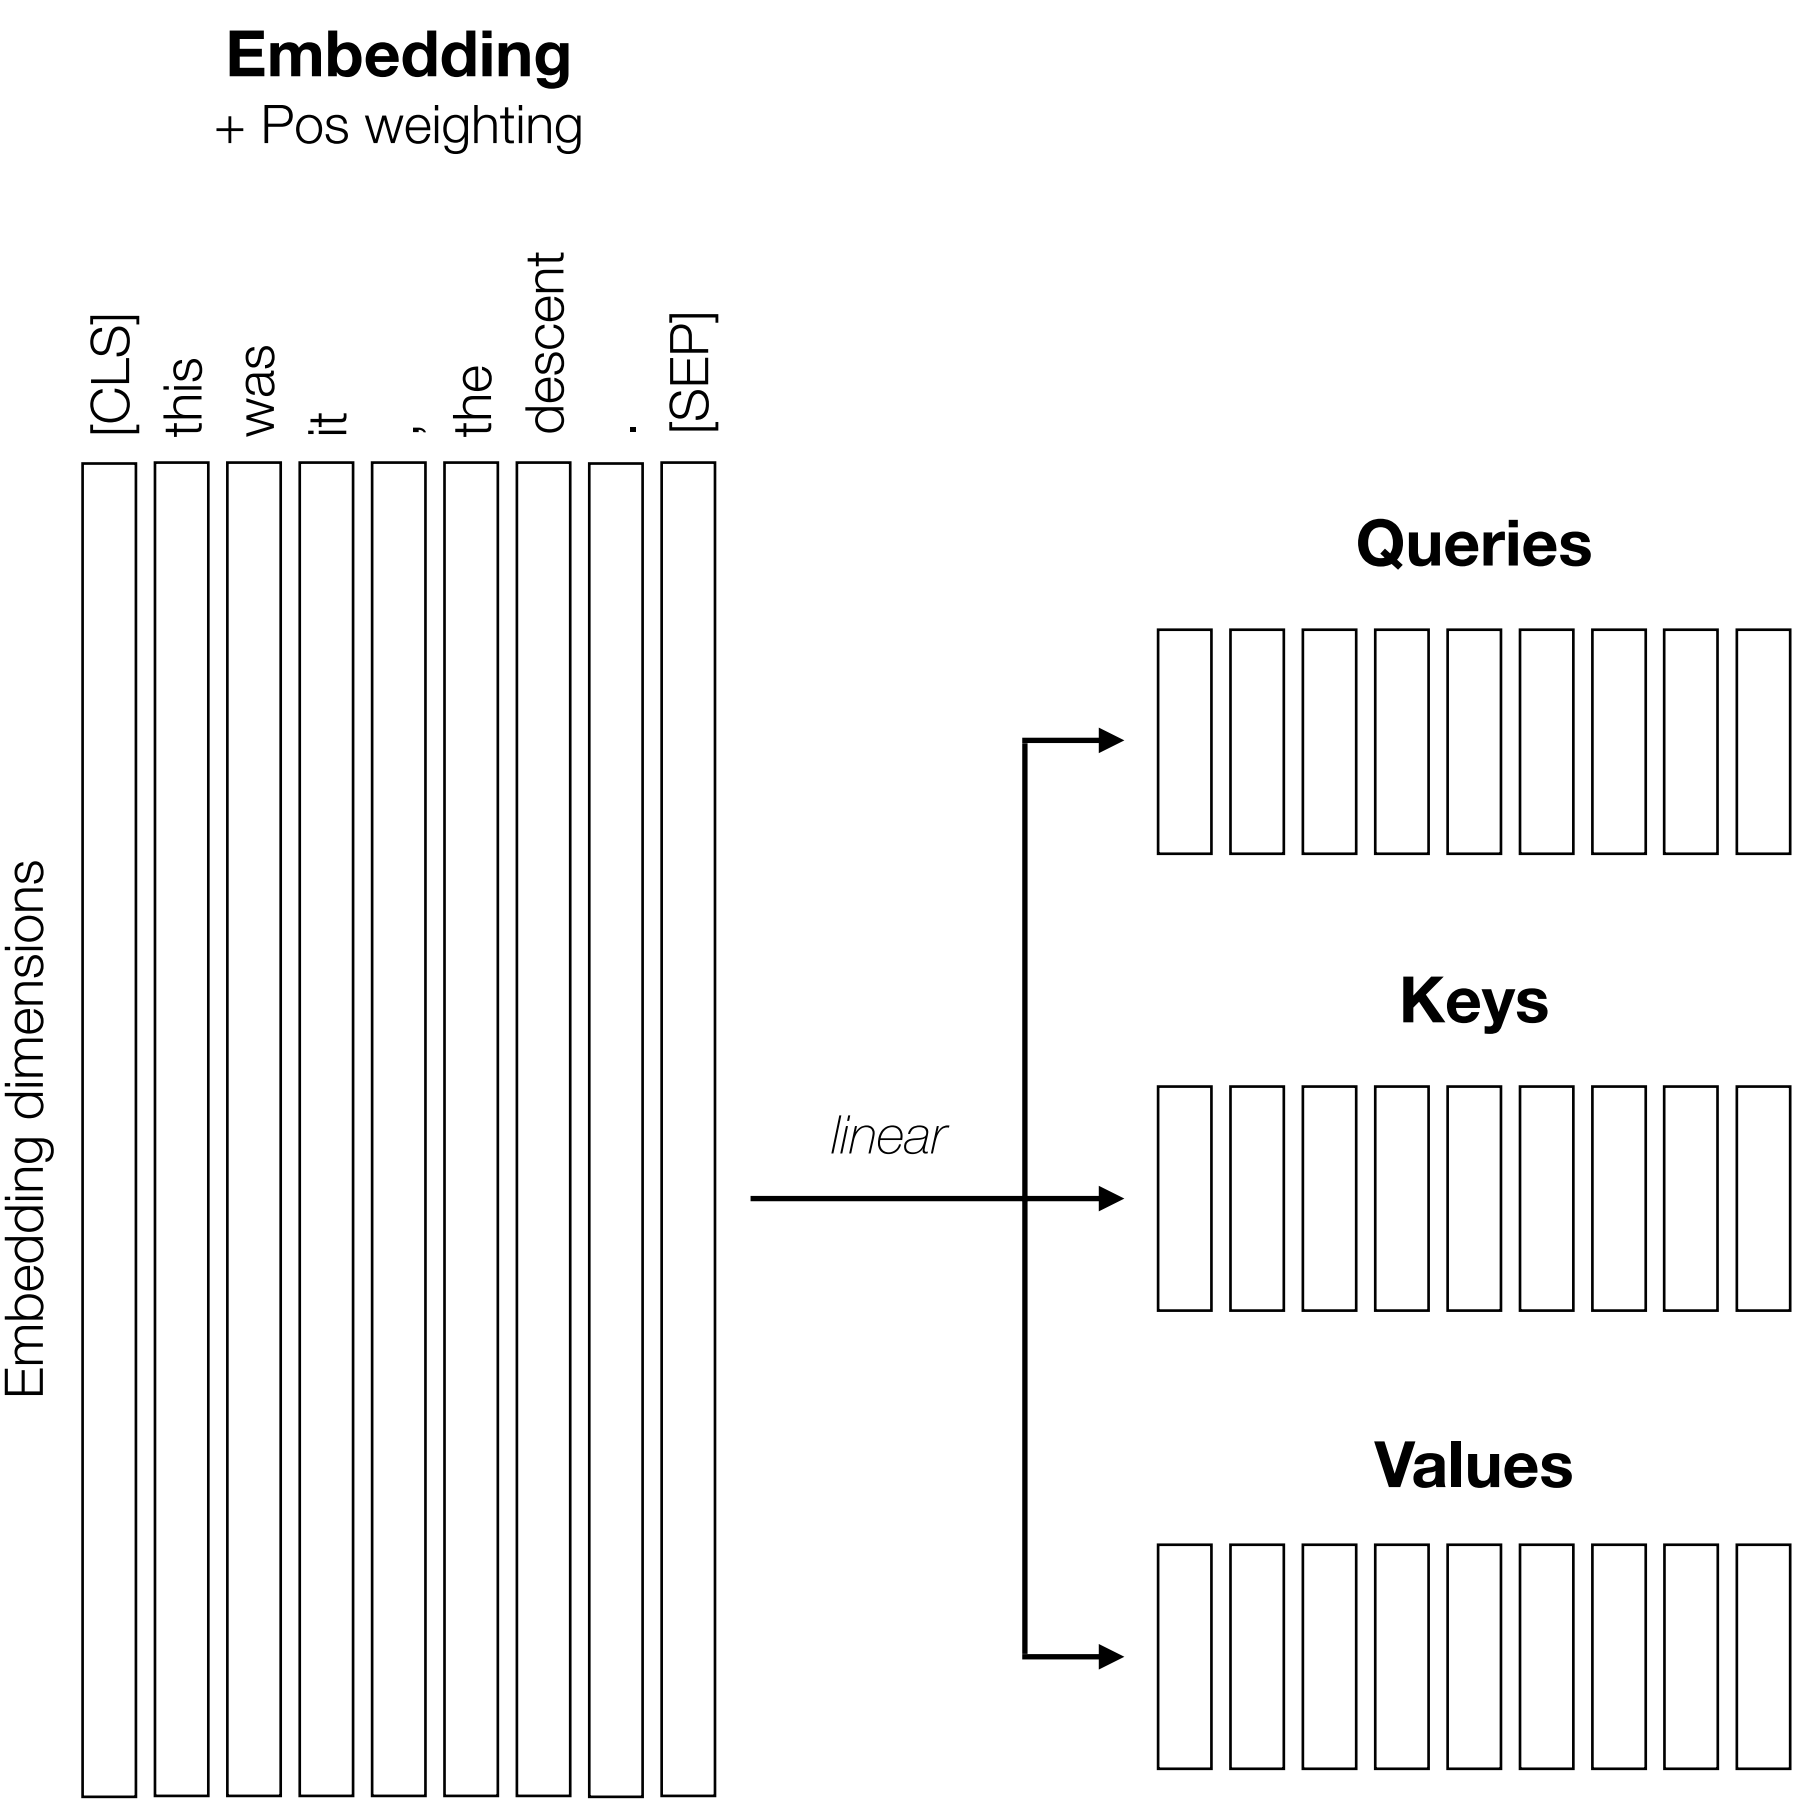 Embedding
+ Pos weighting
[CLS]
this
was
it
,
the
descent
.
[SEP]
Embedding dimensions
linear
Queries
Keys
Values